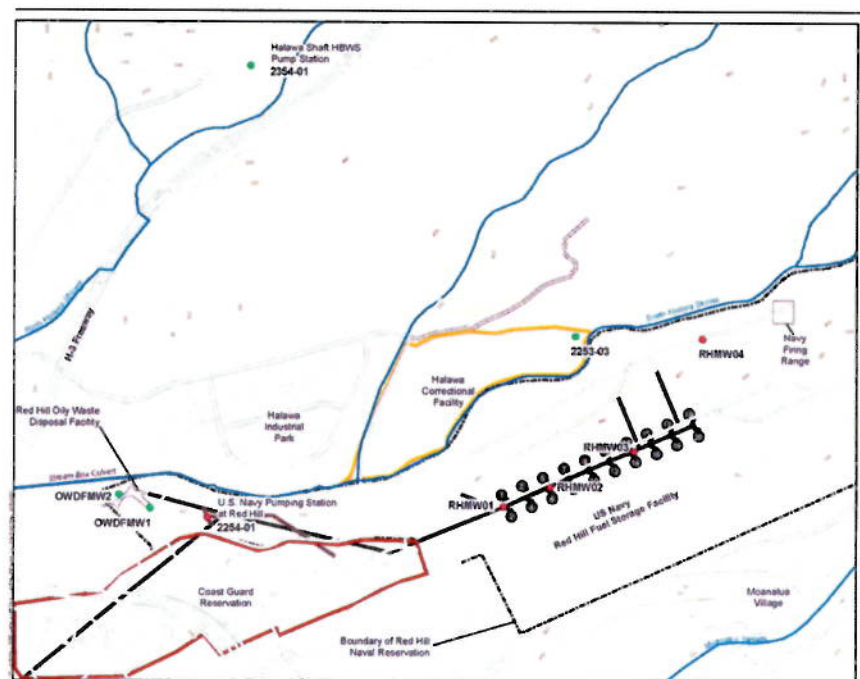 Halawa Shaft HBWS
Pump Station
2354-01
H-3 Freeway
2253-03
RHMW04
Navy
Firing
Range
Halawa
Correctional
Facility
Red Hill Oily Waste
Disposal Facility
Halawa
Industrial
Park
RHMW03
Stream Box Culvert
OWDFMW2
U.S. Navy Pumping Station
at Red Hill
RHMW02
RHMW01
OWDFMW1
2254-01
US Navy
Red Hill Fuel Storage Facility
Coast Guard
Reservation
Moanalua
Village
Boundary of Red Hill
Naval Reservation